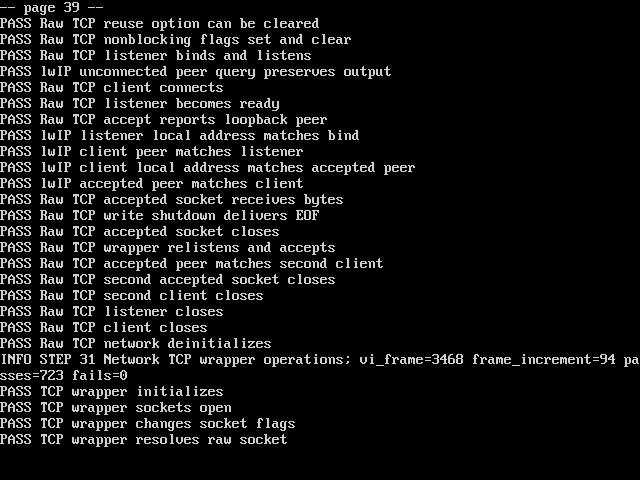 -- page 39 --
PASS Raw TCP reuse option can be cleared
PASS Raw TCP nonblocking flags set and clear
PASS Raw TCP listener binds and listens
PASS lwIP unconnected peer query preserves output
PASS Raw TCP client connects
PASS Raw TCP listener becomes ready
PASS Raw TCP accept reports loopback peer
PASS lwIP listener local address matches bind
PASS lwIP client peer matches listener
PASS lwIP client local address matches accepted peer
PASS lwIP accepted peer matches client
PASS Raw TCP accepted socket receives bytes
PASS Raw TCP write shutdown delivers EOF
PASS Raw TCP accepted socket closes
PASS Raw TCP wrapper relistens and accepts
PASS Raw TCP accepted peer matches second client
PASS Raw TCP second accepted socket closes
PASS Raw TCP second client closes
PASS Raw TCP listener closes
PASS Raw TCP client closes
PASS Raw TCP network deinitializes
INFO STEP 31 Network TCP wrapper operations; vi_frame=3468 frame_increment=94 pa
sses=723 fails=0
PASS TCP wrapper initializes
PASS TCP wrapper sockets open
PASS TCP wrapper changes socket flags
PASS TCP wrapper resolves raw socket